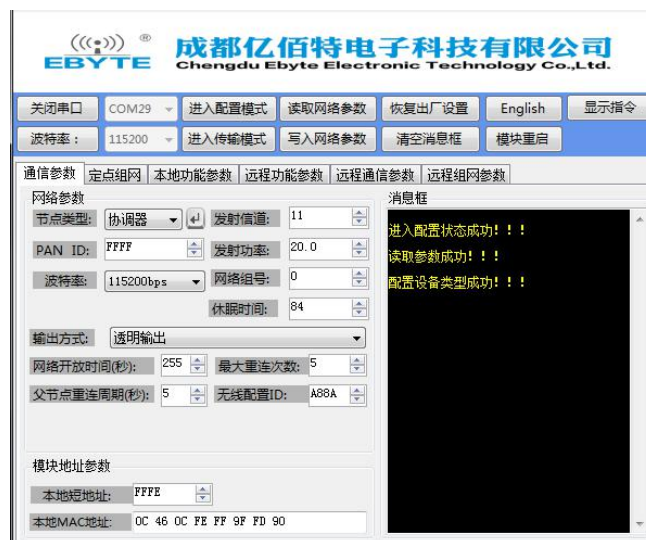 ((( ))) ®
EBYTE
成都亿佰特电子科技有限公司
Chengdu Ebyte Electronic Technology Co.,Ltd.
关闭串口 COM29 进入配置模式 读取网络参数 恢复出厂设置 English 显示指令
波特率： 115200 进入传输模式 写入网络参数 清空消息框 模块重启
通信参数 定点组网 本地功能参数 远程功能参数 远程通信参数 远程组网参数
网络参数
节点类型: 协调器 发射信道: 11
PAN ID: FFFF 发射功率: 20.0
波特率: 115200bps 网络组号: 0
休眠时间: 84
输出方式: 透明输出
网络开放时间(秒): 255 最大重连次数: 5
父节点重连周期(秒): 5 无线配置ID: A88A
模块地址参数
本地短地址: FFFE
本地MAC地址: 0C 46 0C FE FF 9F FD 90
消息框
进入配置状态成功！！！
读取参数成功！！！
配置设备类型成功！！！